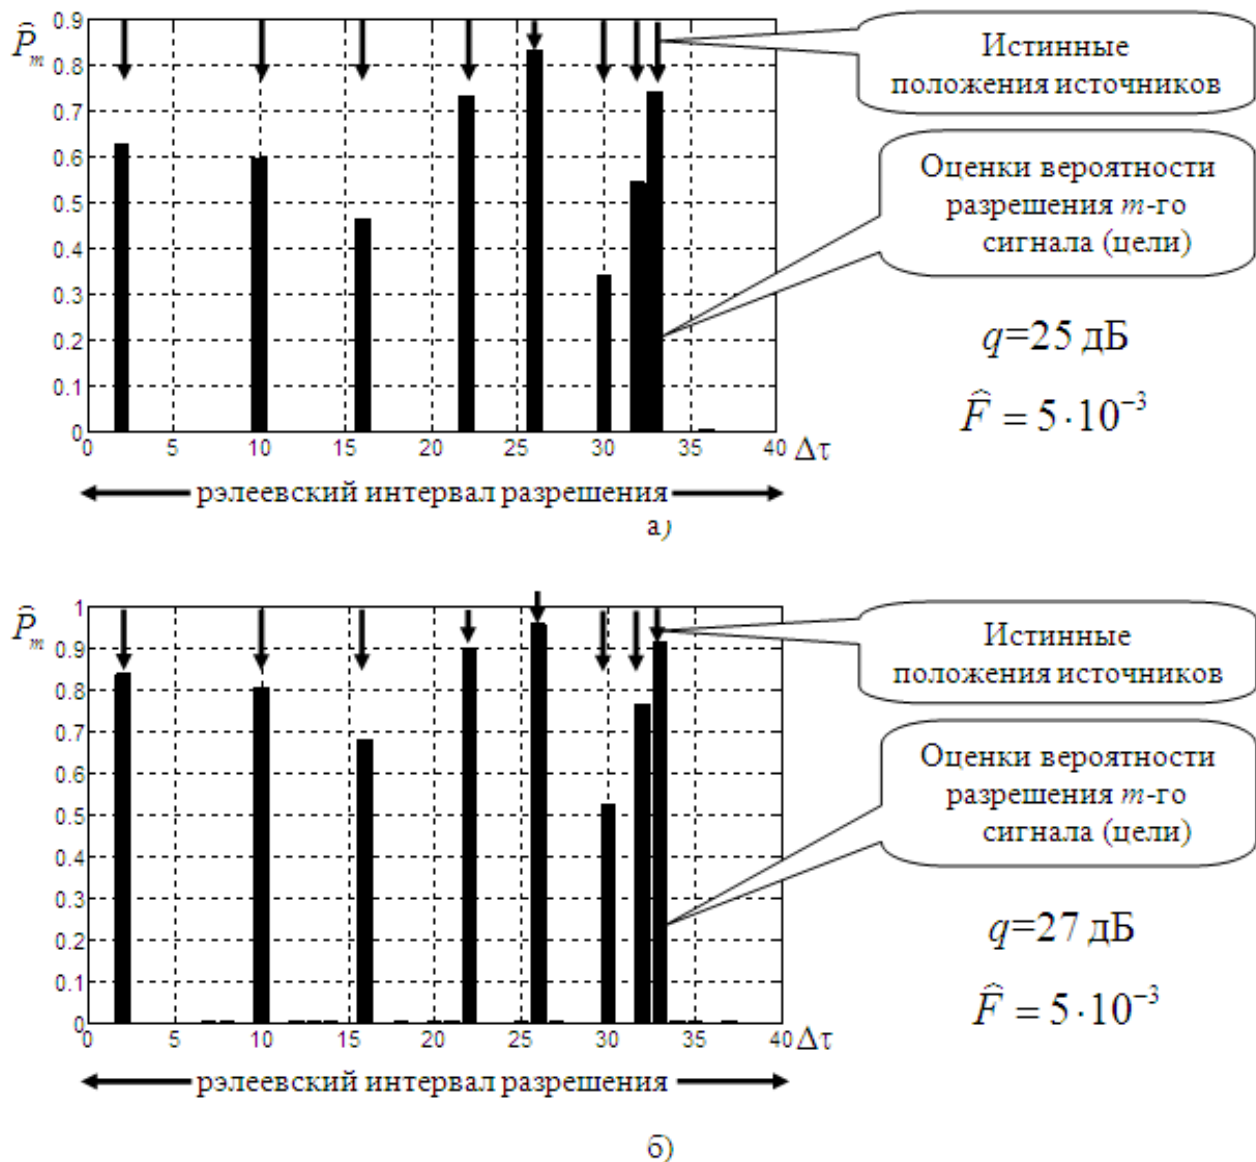 P̂m
0.9
0.8
0.7
0.6
0.5
0.4
0.3
0.2
0.1
0
0 5 10 15 20 25 30 35 40 Δτ
Истинные
положения источников
Оценки вероятности
разрешения m-го
сигнала (цели)
q=25 дБ
F̂ = 5·10⁻³
рэлеевский интервал разрешения
а)
P̂m
1
0.9
0.8
0.7
0.6
0.5
0.4
0.3
0.2
0.1
0
0 5 10 15 20 25 30 35 40 Δτ
Истинные
положения источников
Оценки вероятности
разрешения m-го
сигнала (цели)
q=27 дБ
F̂ = 5·10⁻³
рэлеевский интервал разрешения
б)